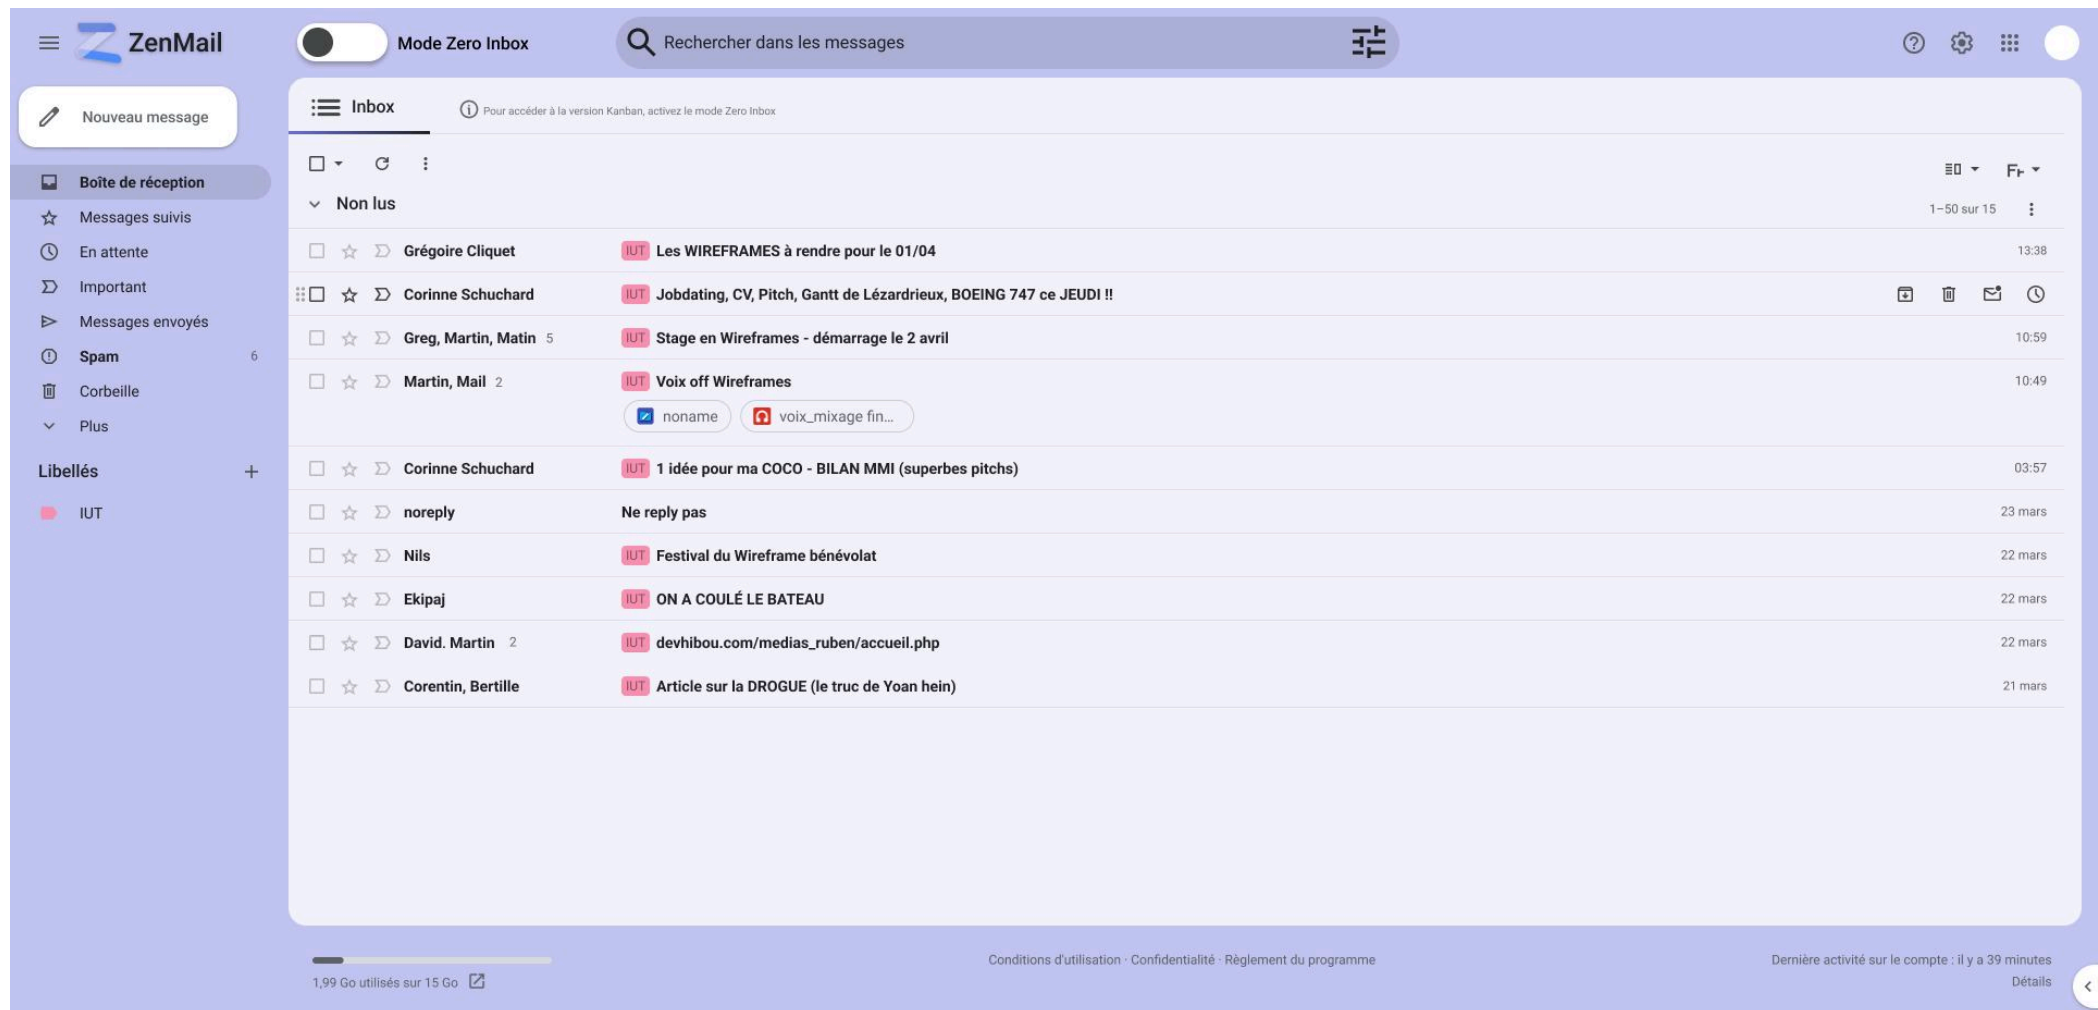 ZenMail
Mode Zero Inbox
Rechercher dans les messages
Nouveau message
Boîte de réception
Messages suivis
En attente
Important
Messages envoyés
Spam 6
Corbeille
Plus
Libellés
IUT
Inbox
Pour accéder à la version Kanban, activez le mode Zero Inbox
Non lus
1–50 sur 15
Grégoire Cliquet IUT Les WIREFRAMES à rendre pour le 01/04 13:38
Corinne Schuchard IUT Jobdating, CV, Pitch, Gantt de Lézardrieux, BOEING 747 ce JEUDI !!
Greg, Martin, Matin 5 IUT Stage en Wireframes - démarrage le 2 avril 10:59
Martin, Mail 2 IUT Voix off Wireframes 10:49
noname voix_mixage fin...
Corinne Schuchard IUT 1 idée pour ma COCO - BILAN MMI (superbes pitchs) 03:57
noreply Ne reply pas 23 mars
Nils IUT Festival du Wireframe bénévolat 22 mars
Ekipaj IUT ON A COULÉ LE BATEAU 22 mars
David. Martin 2 IUT devhibou.com/medias_ruben/accueil.php 22 mars
Corentin, Bertille IUT Article sur la DROGUE (le truc de Yoan hein) 21 mars
1,99 Go utilisés sur 15 Go
Conditions d'utilisation · Confidentialité · Règlement du programme
Dernière activité sur le compte : il y a 39 minutes
Détails